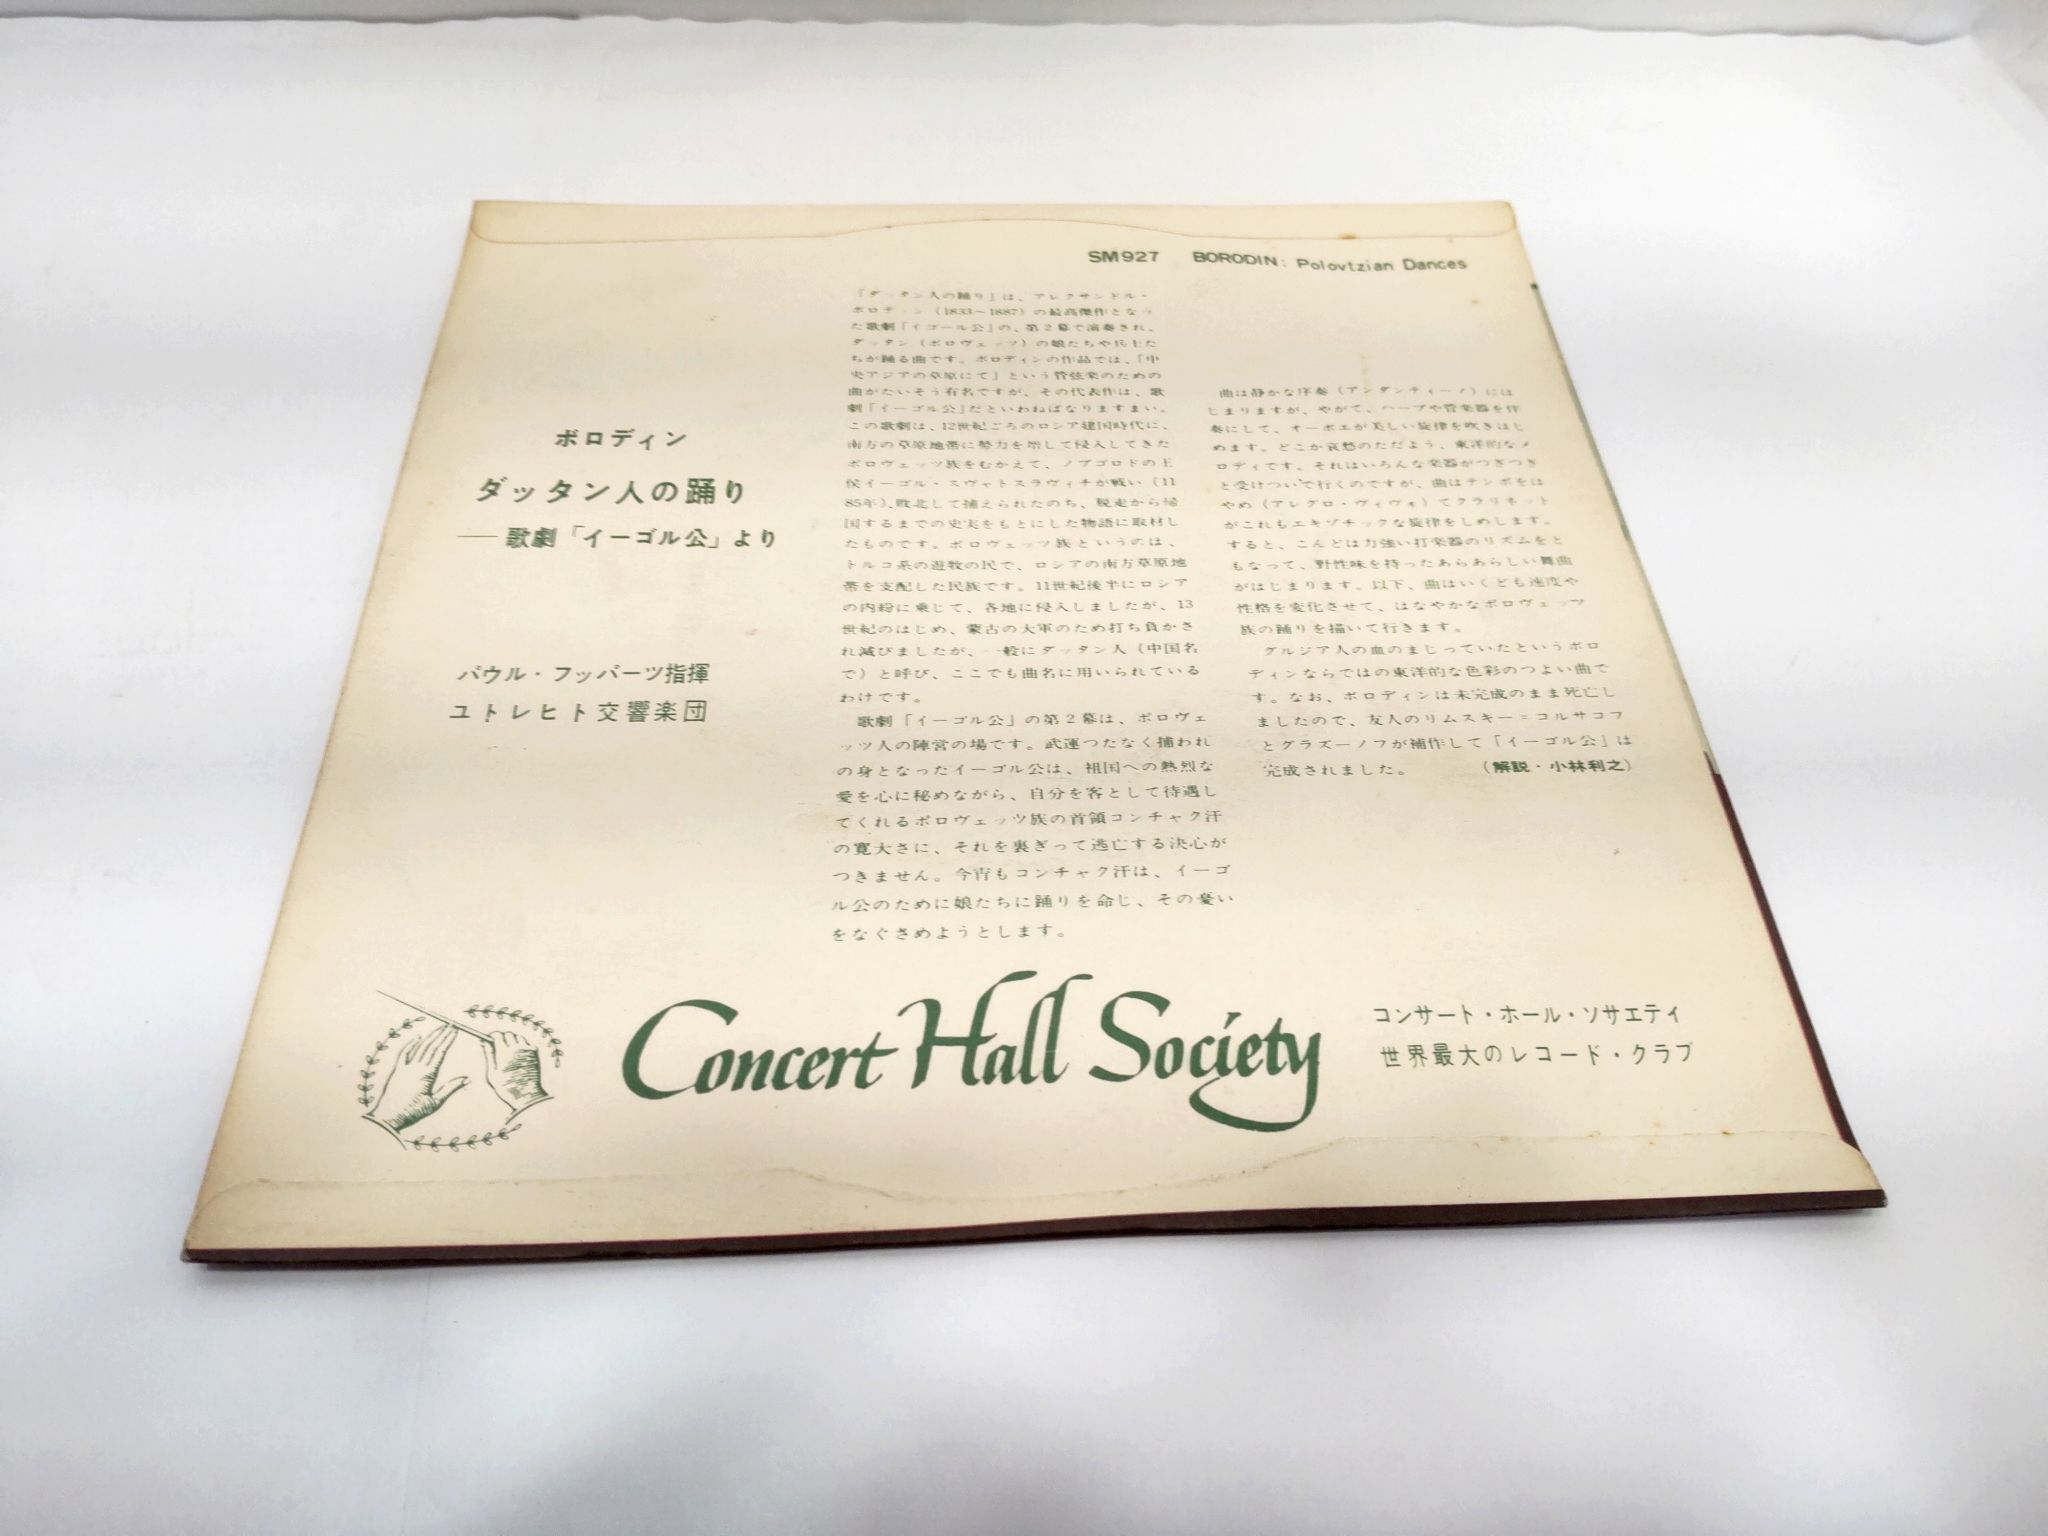 SM927 BORODIN: Polovtzian Dances
ボロディン
ダッタン人の踊り
── 歌劇「イーゴル公」より
パウル・フッパーツ指揮
ユトレヒト交響楽団
「ダッタン人の踊り」は、アレクサンドル・
ボロディン（1833〜1887）の最高傑作となっ
た歌劇「イゴール公」の、第2幕で演奏され、
ダッタン（ポロヴェッツ）の娘たちや兵士た
ちが踊る曲です。ボロディンの作品では、「中
央アジアの草原にて」という管弦楽のための
曲がたいそう有名ですが、その代表作は、歌
劇「イーゴル公」だといわねばなりますまい。
この歌劇は、12世紀ごろのロシア建国時代に、
南方の草原地帯に勢力を増して侵入してきた
ポロヴェッツ族をむかえて、ノブゴロドの王
侯イーゴル・スヴァトスラヴィチが戦い（11
85年）、敗北して捕えられたのち、脱走から帰
国するまでの史実をもとにした物語に取材し
たものです。ポロヴェッツ族というのは、
トルコ系の遊牧の民で、ロシアの南方草原地
帯を支配した民族です。11世紀後半にロシア
の内紛に乗じて、各地に侵入しましたが、13
世紀のはじめ、蒙古の大軍のため打ち負かさ
れ滅びましたが、一般にダッタン人（中国名
で）と呼び、ここでも曲名に用いられている
わけです。
歌劇「イーゴル公」の第2幕は、ポロヴェ
ッツ人の陣営の場です。武運つたなく捕われ
の身となったイーゴル公は、祖国への熱烈な
愛を心に秘めながら、自分を客として待遇し
てくれるポロヴェッツ族の首領コンチャク汗
の寛大さに、それを裏ぎって逃亡する決心が
つきません。今宵もコンチャク汗は、イーゴ
ル公のために娘たちに踊りを命じ、その憂い
をなぐさめようとします。
曲は静かな序奏（アンダンティーノ）には
じまりますが、やがて、ハープや管楽器を伴
奏にして、オーボエが美しい旋律を吹きはじ
めます。どこか哀愁のただよう、東洋的なメ
ロディです。それはいろんな楽器がつぎつぎ
と受けついで行くのですが、曲はテンポをは
やめ（アレグロ・ヴィヴォ）てクラリネット
がこれもエキゾチックな旋律をしめします。
すると、こんどは力強い打楽器のリズムをと
もなって、野性味を持ったあらあらしい舞曲
がはじまります。以下、曲はいくども速度や
性格を変化させて、はなやかなポロヴェッツ
族の踊りを描いて行きます。
グルジア人の血のまじっていたというボロ
ディンならではの東洋的な色彩のつよい曲で
す。なお、ボロディンは未完成のまま死亡し
ましたので、友人のリムスキー＝コルサコフ
とグラズーノフが補作して「イーゴル公」は
完成されました。 （解説・小林利之）
Concert Hall Society
コンサート・ホール・ソサエティ
世界最大のレコード・クラブ